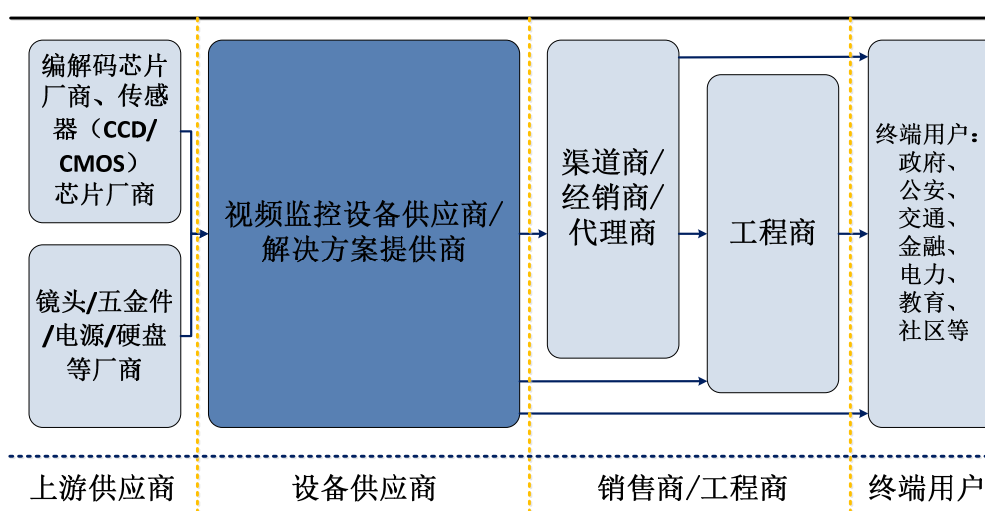 编解码芯片
厂商、传感
器（CCD/
CMOS）
芯片厂商
镜头/五金件
/电源/硬盘
等厂商
视频监控设备供应商/
解决方案提供商
渠道商/
经销商/
代理商
工程商
终端用户：
政府、
公安、
交通、
金融、
电力、
教育、
社区等
上游供应商
设备供应商
销售商/工程商
终端用户